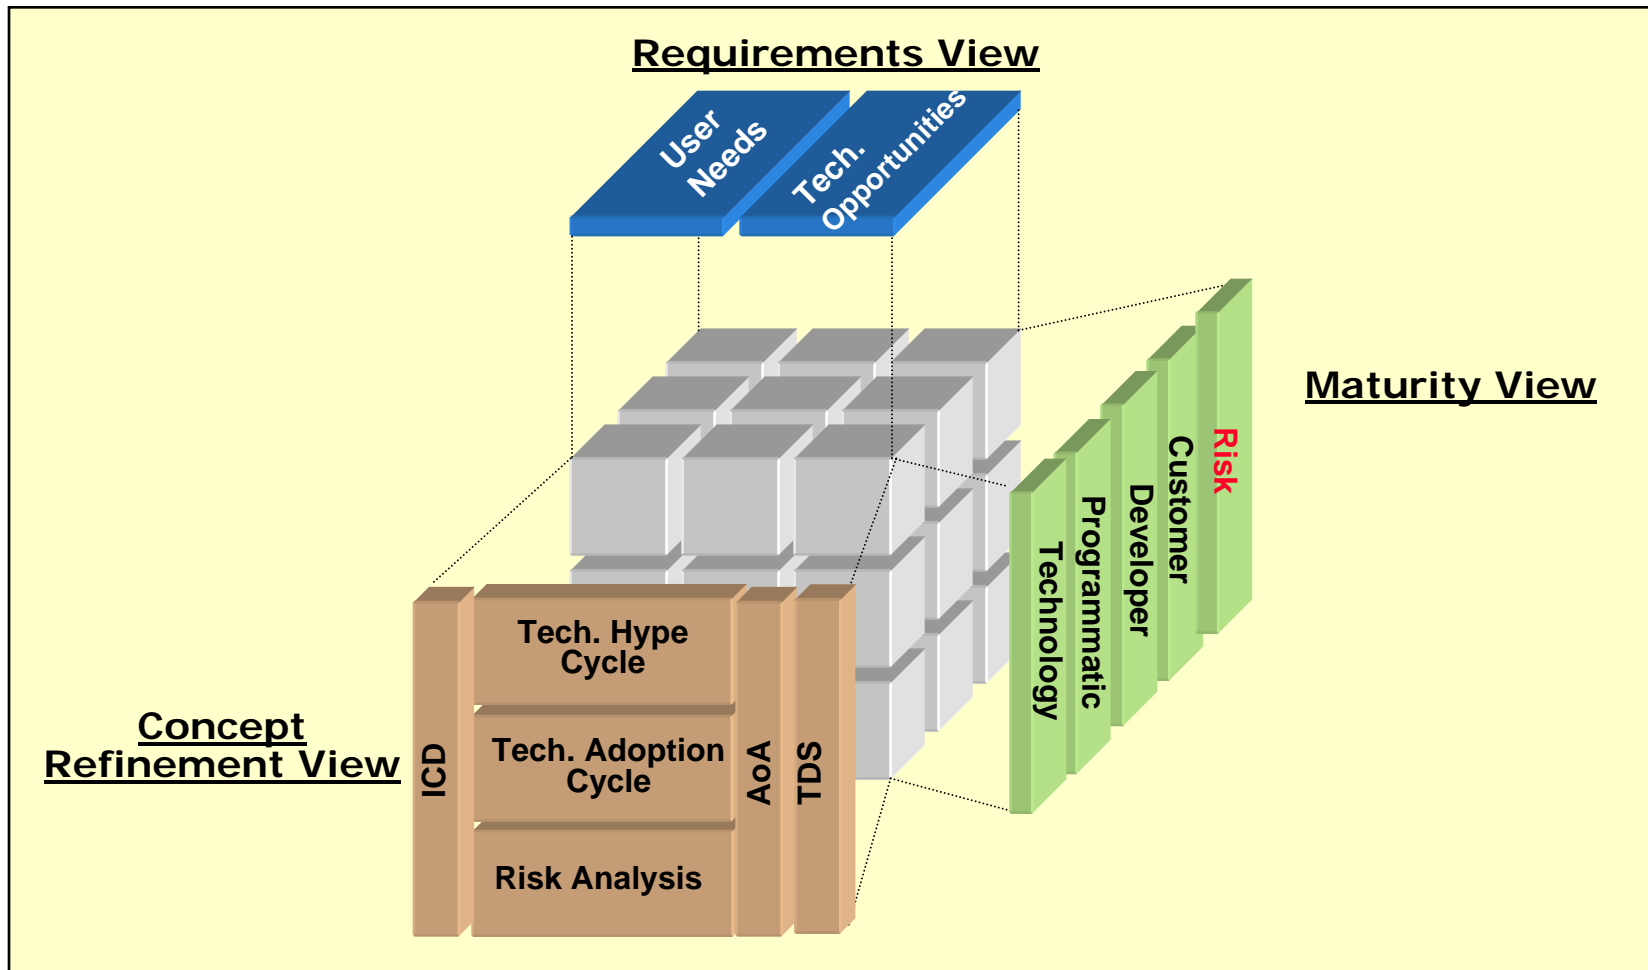 Requirements View
User
Needs
Tech.
Opportunities
Maturity View
Risk
Customer
Developer
Programmatic
Technology
Concept
Refinement View
ICD
Tech. Hype
Cycle
Tech. Adoption
Cycle
Risk Analysis
AoA
TDS